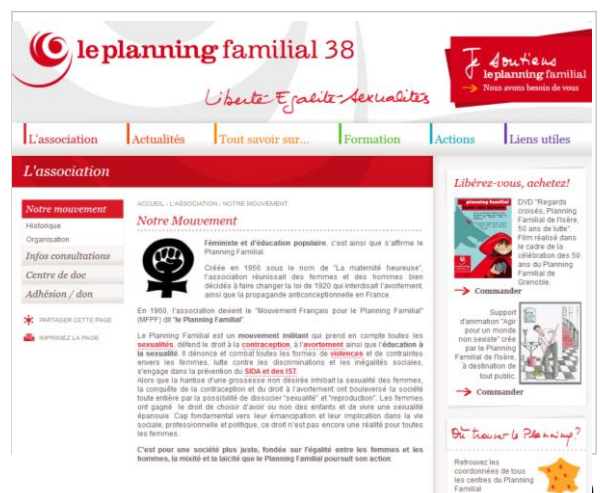 le planning familial 38
Liberté-Egalité-Sexualités
Je soutiens
le planning familial
Nous avons besoin de vous
L'association
Actualités
Tout savoir sur...
Formation
Actions
Liens utiles
L'association
Notre mouvement
Historique
Organisation
Infos consultations
Centre de doc
Adhésion / don
PARTAGER CETTE PAGE
IMPRIMEZ LA PAGE
ACCUEIL › L'ASSOCIATION › NOTRE MOUVEMENT
Notre Mouvement
Féministe et d'éducation populaire, c'est ainsi que s'affirme le
Planning Familial.
Créée en 1956 sous le nom de "La maternité heureuse",
l'association réunissait des femmes et des hommes bien
décidés à faire changer la loi de 1920 qui interdisait l'avortement,
ainsi que la propagande anticonceptionnelle en France.
En 1960, l'association devient le "Mouvement Français pour le Planning Familial"
(MFPF) dit "le Planning Familial".
Le Planning Familial est un mouvement militant qui prend en compte toutes les
sexualités, défend le droit à la contraception, à l'avortement ainsi que l'éducation à
la sexualité. Il dénonce et combat toutes les formes de violences et de contraintes
envers les femmes, lutte contre les discriminations et les inégalités sociales,
s'engage dans la prévention du SIDA et des IST.
Alors que la hantise d'une grossesse non désirée inhibait la sexualité des femmes,
la conquête de la contraception et du droit à l'avortement ont bouleversé la société
toute entière par la possibilité de dissocier "sexualité" et "reproduction". Les femmes
ont gagné le droit de choisir d'avoir ou non des enfants et de vivre une sexualité
épanouie. Cap fondamental vers leur émancipation et leur implication dans la vie
sociale, professionnelle et politique, ce droit n'est pas encore une réalité pour toutes
les femmes.
C'est pour une société plus juste, fondée sur l'égalité entre les femmes et les
hommes, la mixité et la laïcité que le Planning Familial poursuit son action.
Libérez-vous, achetez!
DVD "Regards
croisés, Planning
Familial de l'Isère,
50 ans de lutte".
Film réalisé dans
le cadre de la
célébration des 50
ans du Planning
Familial de
Grenoble.
Commander
Support
d'animation "Agir
pour un monde
non sexiste" crée
par le Planning
Familial de l'Isère,
à destination de
tout public.
Commander
Où trouver le Planning?
Retrouvez les
coordonnées de tous
les centres du Planning
Familial